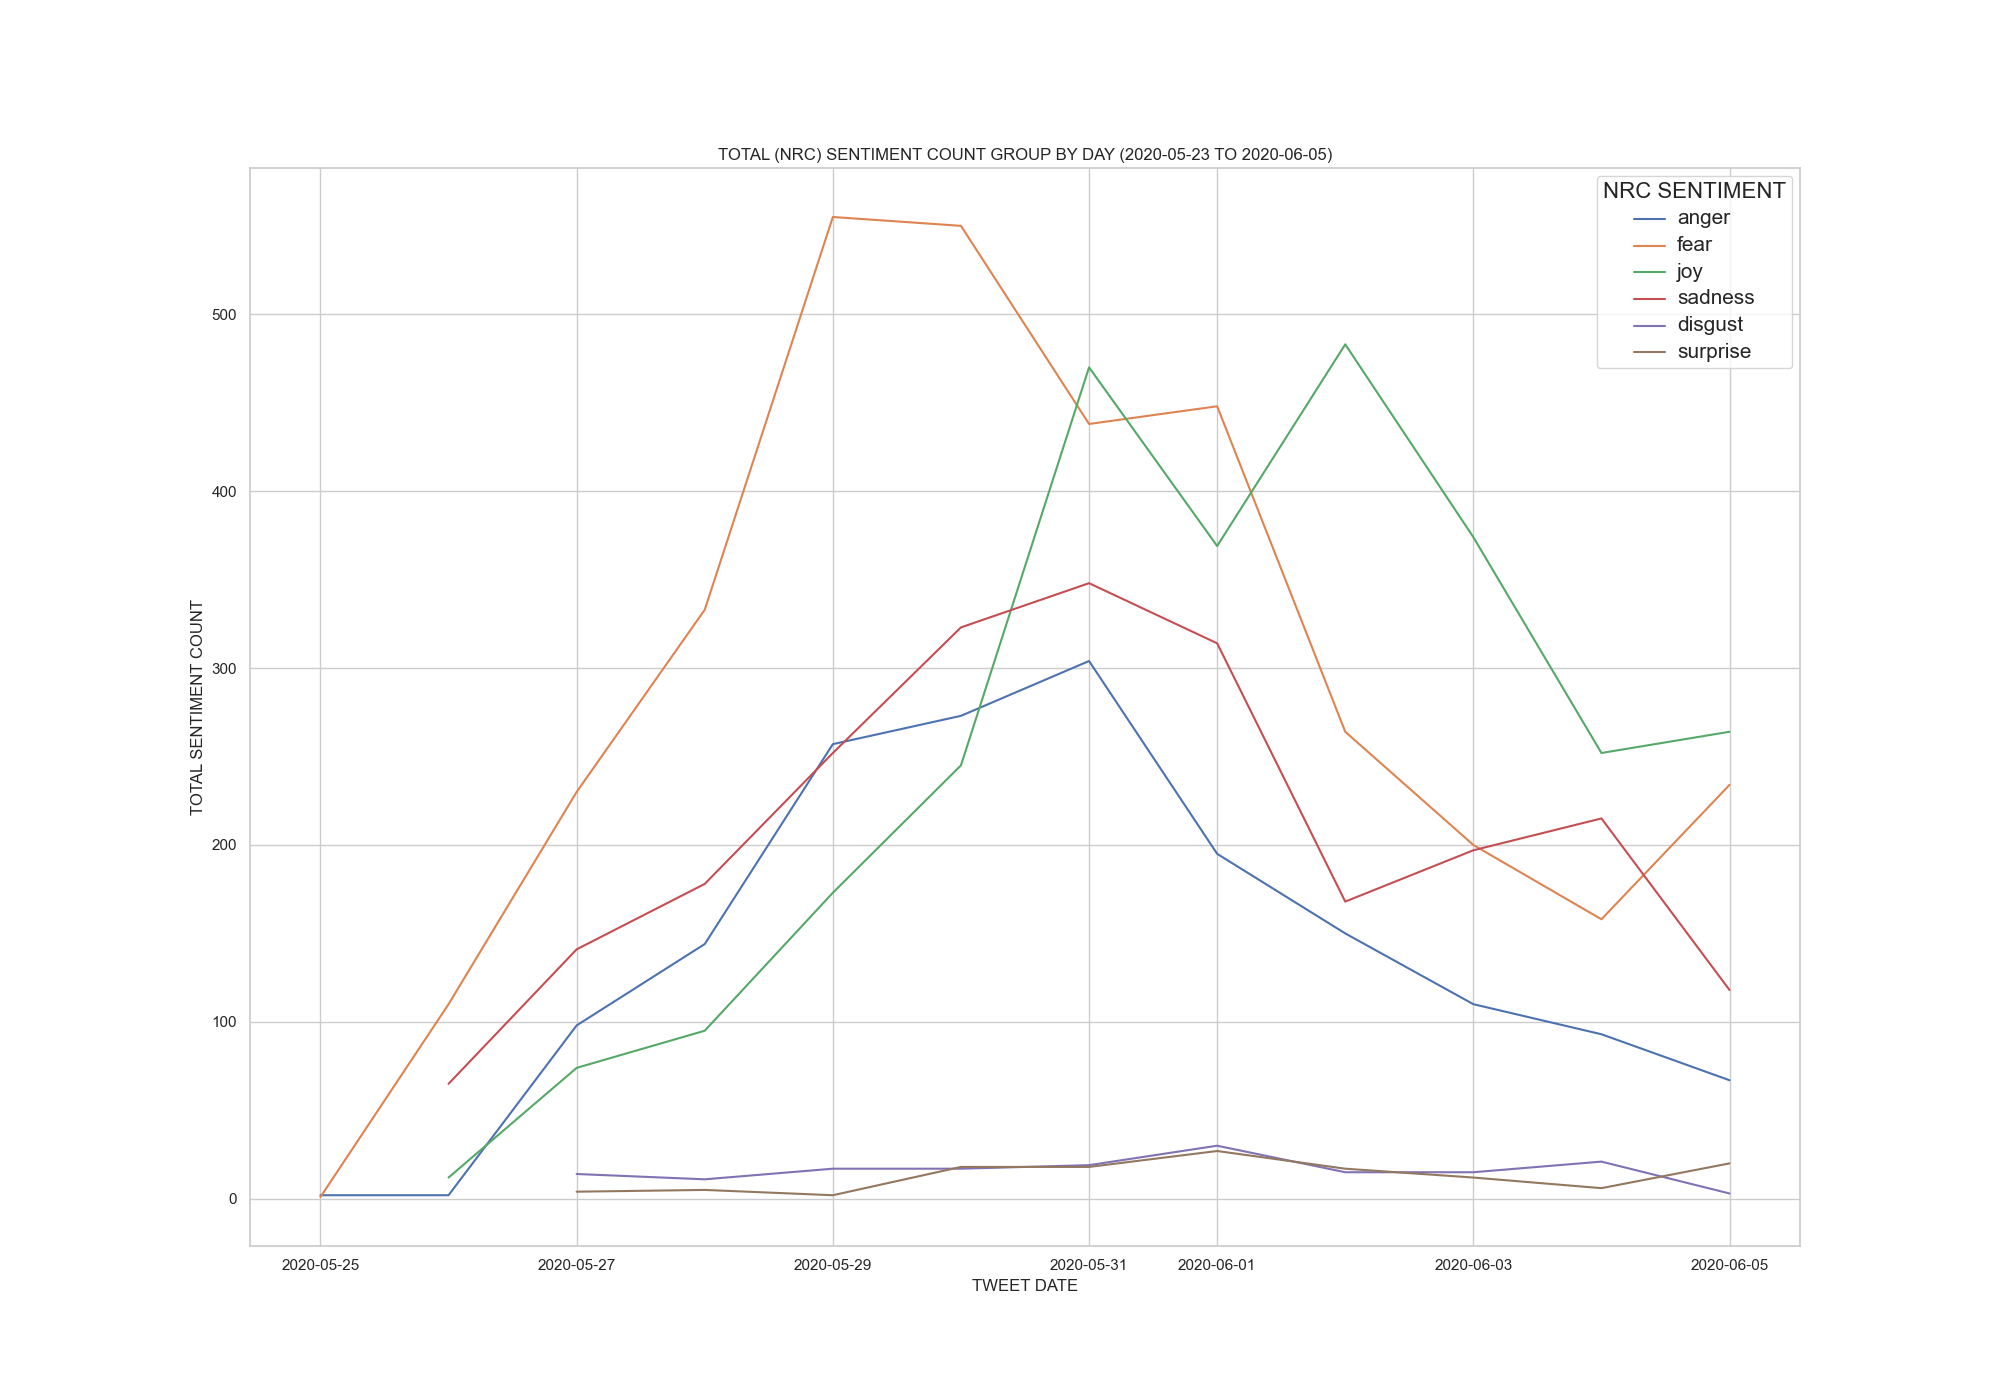 TOTAL (NRC) SENTIMENT COUNT GROUP BY DAY (2020-05-23 TO 2020-06-05)
NRC SENTIMENT
anger
fear
joy
sadness
disgust
surprise
TOTAL SENTIMENT COUNT
500
400
300
200
100
0
2020-05-25 2020-05-27 2020-05-29 2020-05-31 2020-06-01 2020-06-03 2020-06-05
TWEET DATE